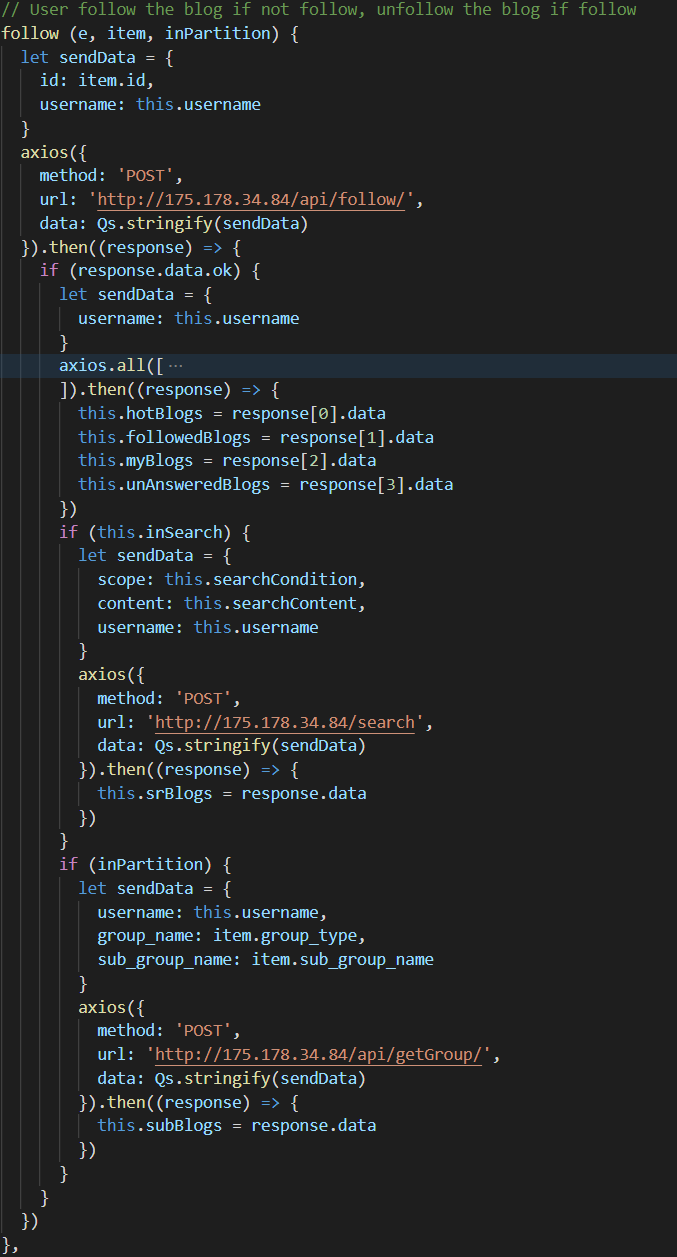 // User follow the blog if not follow, unfollow the blog if follow
follow (e, item, inPartition) {
  let sendData = {
    id: item.id,
    username: this.username
  }
  axios({
    method: 'POST',
    url: 'http://175.178.34.84/api/follow/',
    data: Qs.stringify(sendData)
  }).then((response) => {
    if (response.data.ok) {
      let sendData = {
        username: this.username
      }
      axios.all([ ...
      ]).then((response) => {
        this.hotBlogs = response[0].data
        this.followedBlogs = response[1].data
        this.myBlogs = response[2].data
        this.unAnsweredBlogs = response[3].data
      })
      if (this.inSearch) {
        let sendData = {
          scope: this.searchCondition,
          content: this.searchContent,
          username: this.username
        }
        axios({
          method: 'POST',
          url: 'http://175.178.34.84/search',
          data: Qs.stringify(sendData)
        }).then((response) => {
          this.srBlogs = response.data
        })
      }
      if (inPartition) {
        let sendData = {
          username: this.username,
          group_name: item.group_type,
          sub_group_name: item.sub_group_name
        }
        axios({
          method: 'POST',
          url: 'http://175.178.34.84/api/getGroup/',
          data: Qs.stringify(sendData)
        }).then((response) => {
          this.subBlogs = response.data
        })
      }
    }
  })
},